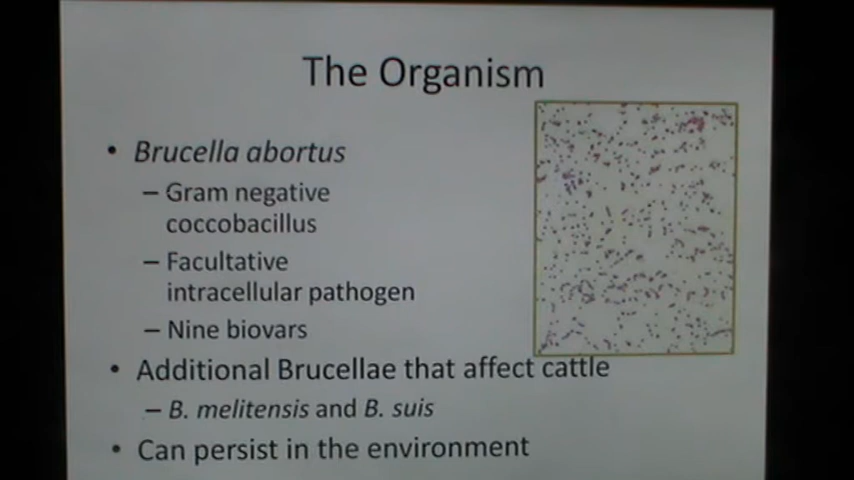 The Organism
• Brucella abortus
– Gram negative
coccobacillus
– Facultative
intracellular pathogen
– Nine biovars
• Additional Brucellae that affect cattle
– B. melitensis and B. suis
• Can persist in the environment